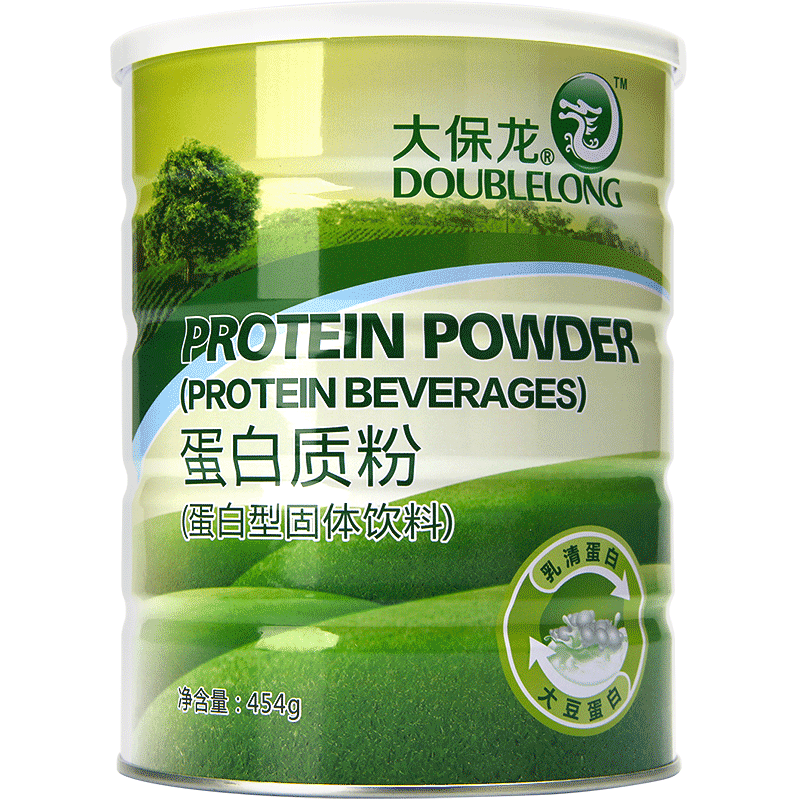 TM
大保龙®
DOUBLELONG
PROTEIN POWDER
(PROTEIN BEVERAGES)
蛋白质粉
(蛋白型固体饮料)
乳清蛋白
大豆蛋白
净含量：454g